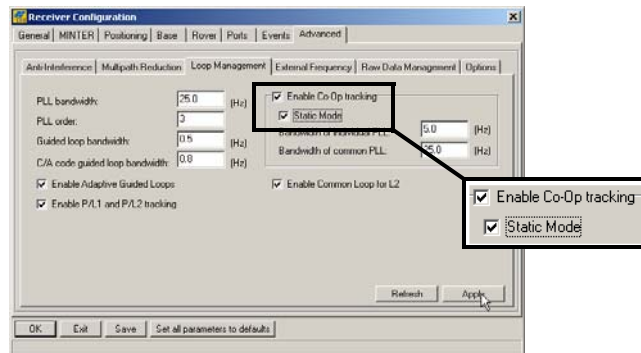 Receiver Configuration
General MINTER Positioning Base Rover Ports Events Advanced
Anti-Interference Multipath Reduction Loop Management External Frequency Raw Data Management Options
PLL bandwidth: 25.0 (Hz)
PLL order: 3
Guided loop bandwidth: 0.5 (Hz)
C/A code guided loop bandwidth: 0.8 (Hz)
Enable Adaptive Guided Loops
Enable P/L1 and P/L2 tracking
Enable Co-Op tracking
Static Mode
Bandwidth of individual PLL: 5.0 (Hz)
Bandwidth of common PLL: 25.0 (Hz)
Enable Common Loop for L2
Enable Co-Op tracking
Static Mode
Refresh Apply
OK Exit Save Set all parameters to defaults